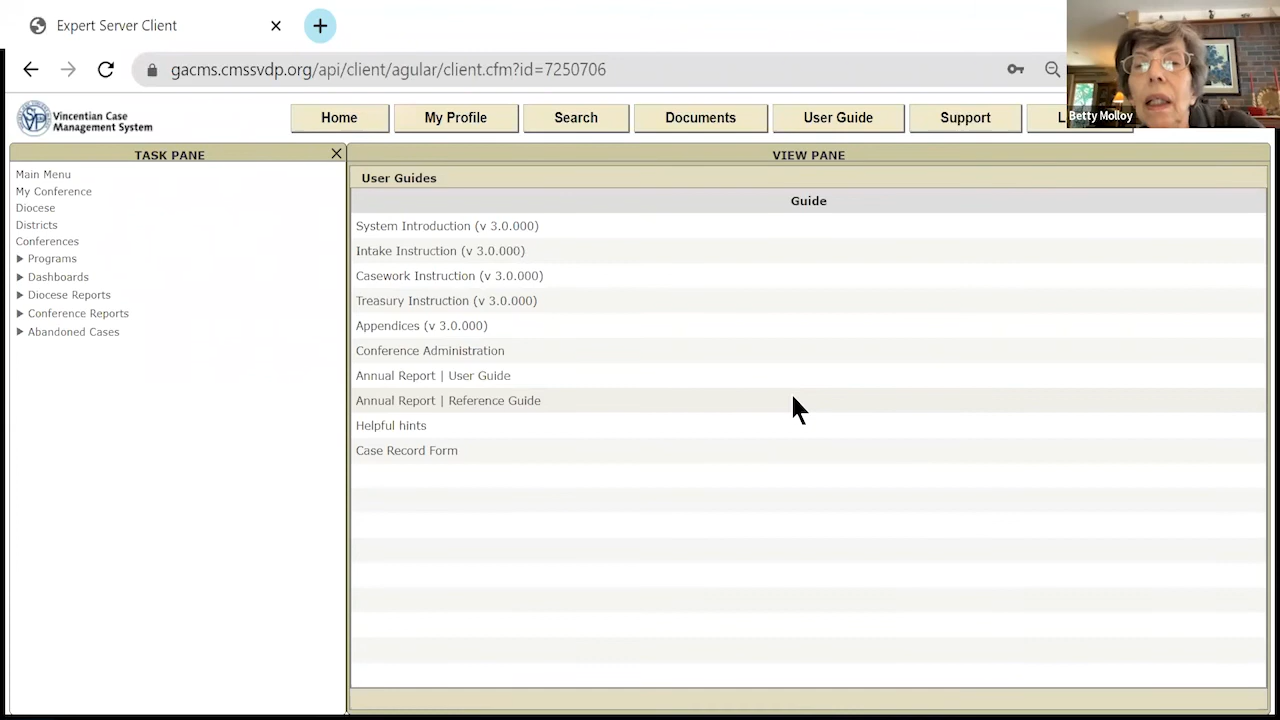 Expert Server Client
gacms.cmssvdp.org/api/client/agular/client.cfm?id=7250706
Betty Molloy
SVP
Vincentian Case
Management System
Home
My Profile
Search
Documents
User Guide
Support
L
TASK PANE
Main Menu
My Conference
Diocese
Districts
Conferences
Programs
Dashboards
Diocese Reports
Conference Reports
Abandoned Cases
VIEW PANE
User Guides
Guide
System Introduction (v 3.0.000)
Intake Instruction (v 3.0.000)
Casework Instruction (v 3.0.000)
Treasury Instruction (v 3.0.000)
Appendices (v 3.0.000)
Conference Administration
Annual Report | User Guide
Annual Report | Reference Guide
Helpful hints
Case Record Form